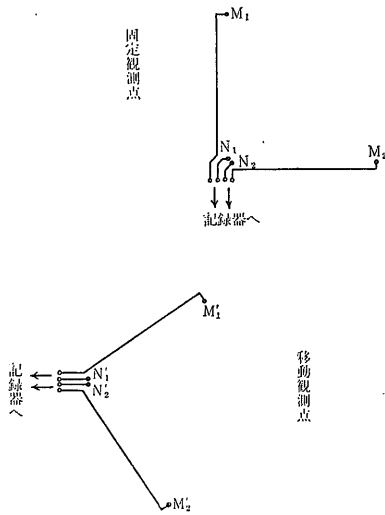 固定観測点
M₁
N₁
N₂
M₂
記録器へ
M′₁
N′₁
N′₂
M′₂
記録器へ
移動観測点